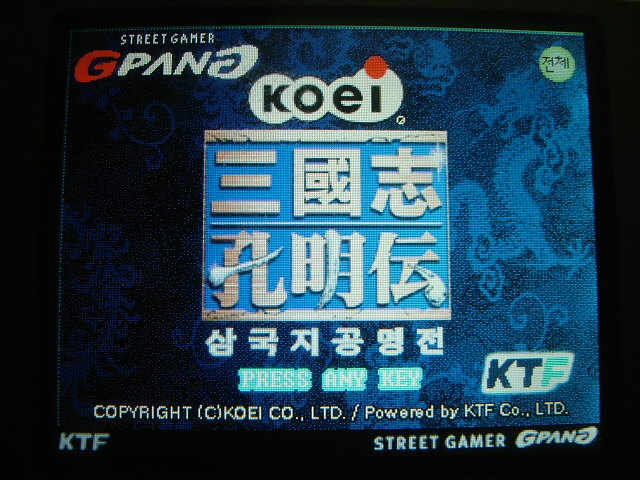 STREET GAMER
GPANG
전체
KOEI
三國志
孔明伝
삼국지공명전
PRESS ANY KEY
KTF
COPYRIGHT (C)KOEI CO., LTD. / Powered by KTF Co., LTD.
KTF
STREET GAMER GPANG